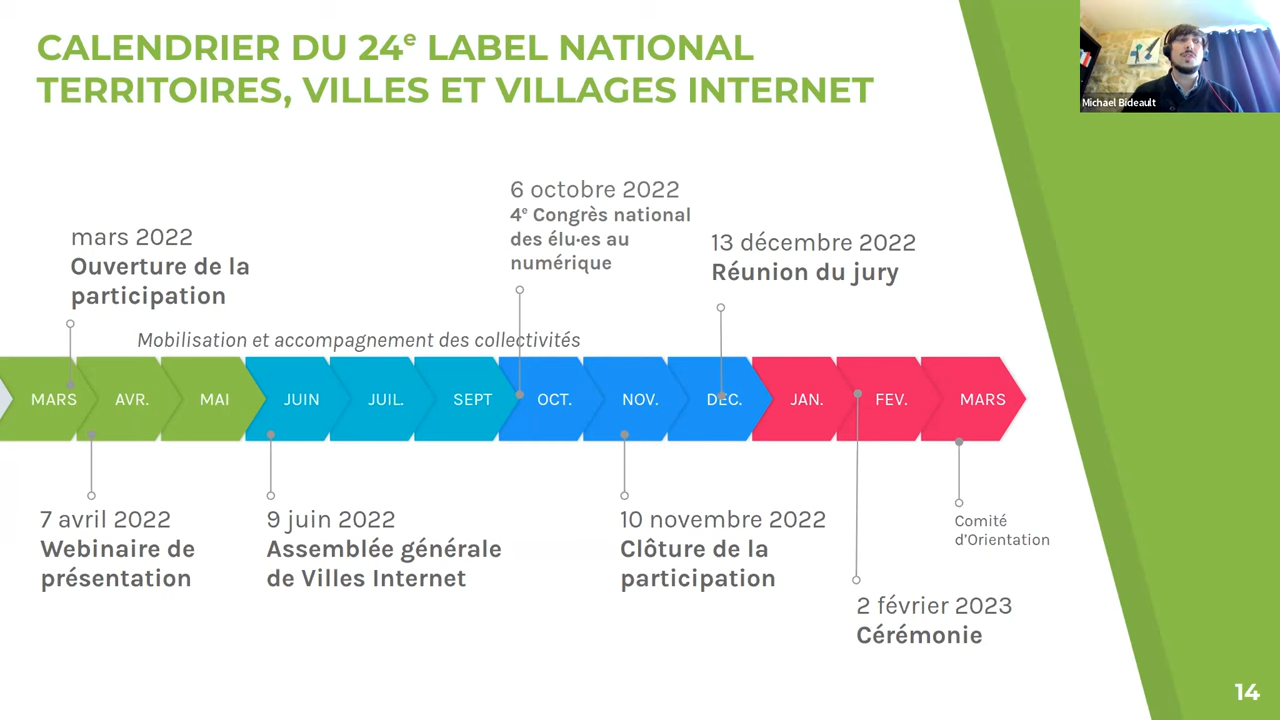 CALENDRIER DU 24e LABEL NATIONAL
TERRITOIRES, VILLES ET VILLAGES INTERNET
Michael Bideault
6 octobre 2022
4e Congrès national
des élu·es au
numérique
mars 2022
Ouverture de la
participation
13 décembre 2022
Réunion du jury
Mobilisation et accompagnement des collectivités
MARS AVR. MAI JUIN JUIL. SEPT OCT. NOV. DEC. JAN. FEV. MARS
7 avril 2022
Webinaire de
présentation
9 juin 2022
Assemblée générale
de Villes Internet
10 novembre 2022
Clôture de la
participation
Comité
d'Orientation
2 février 2023
Cérémonie
14